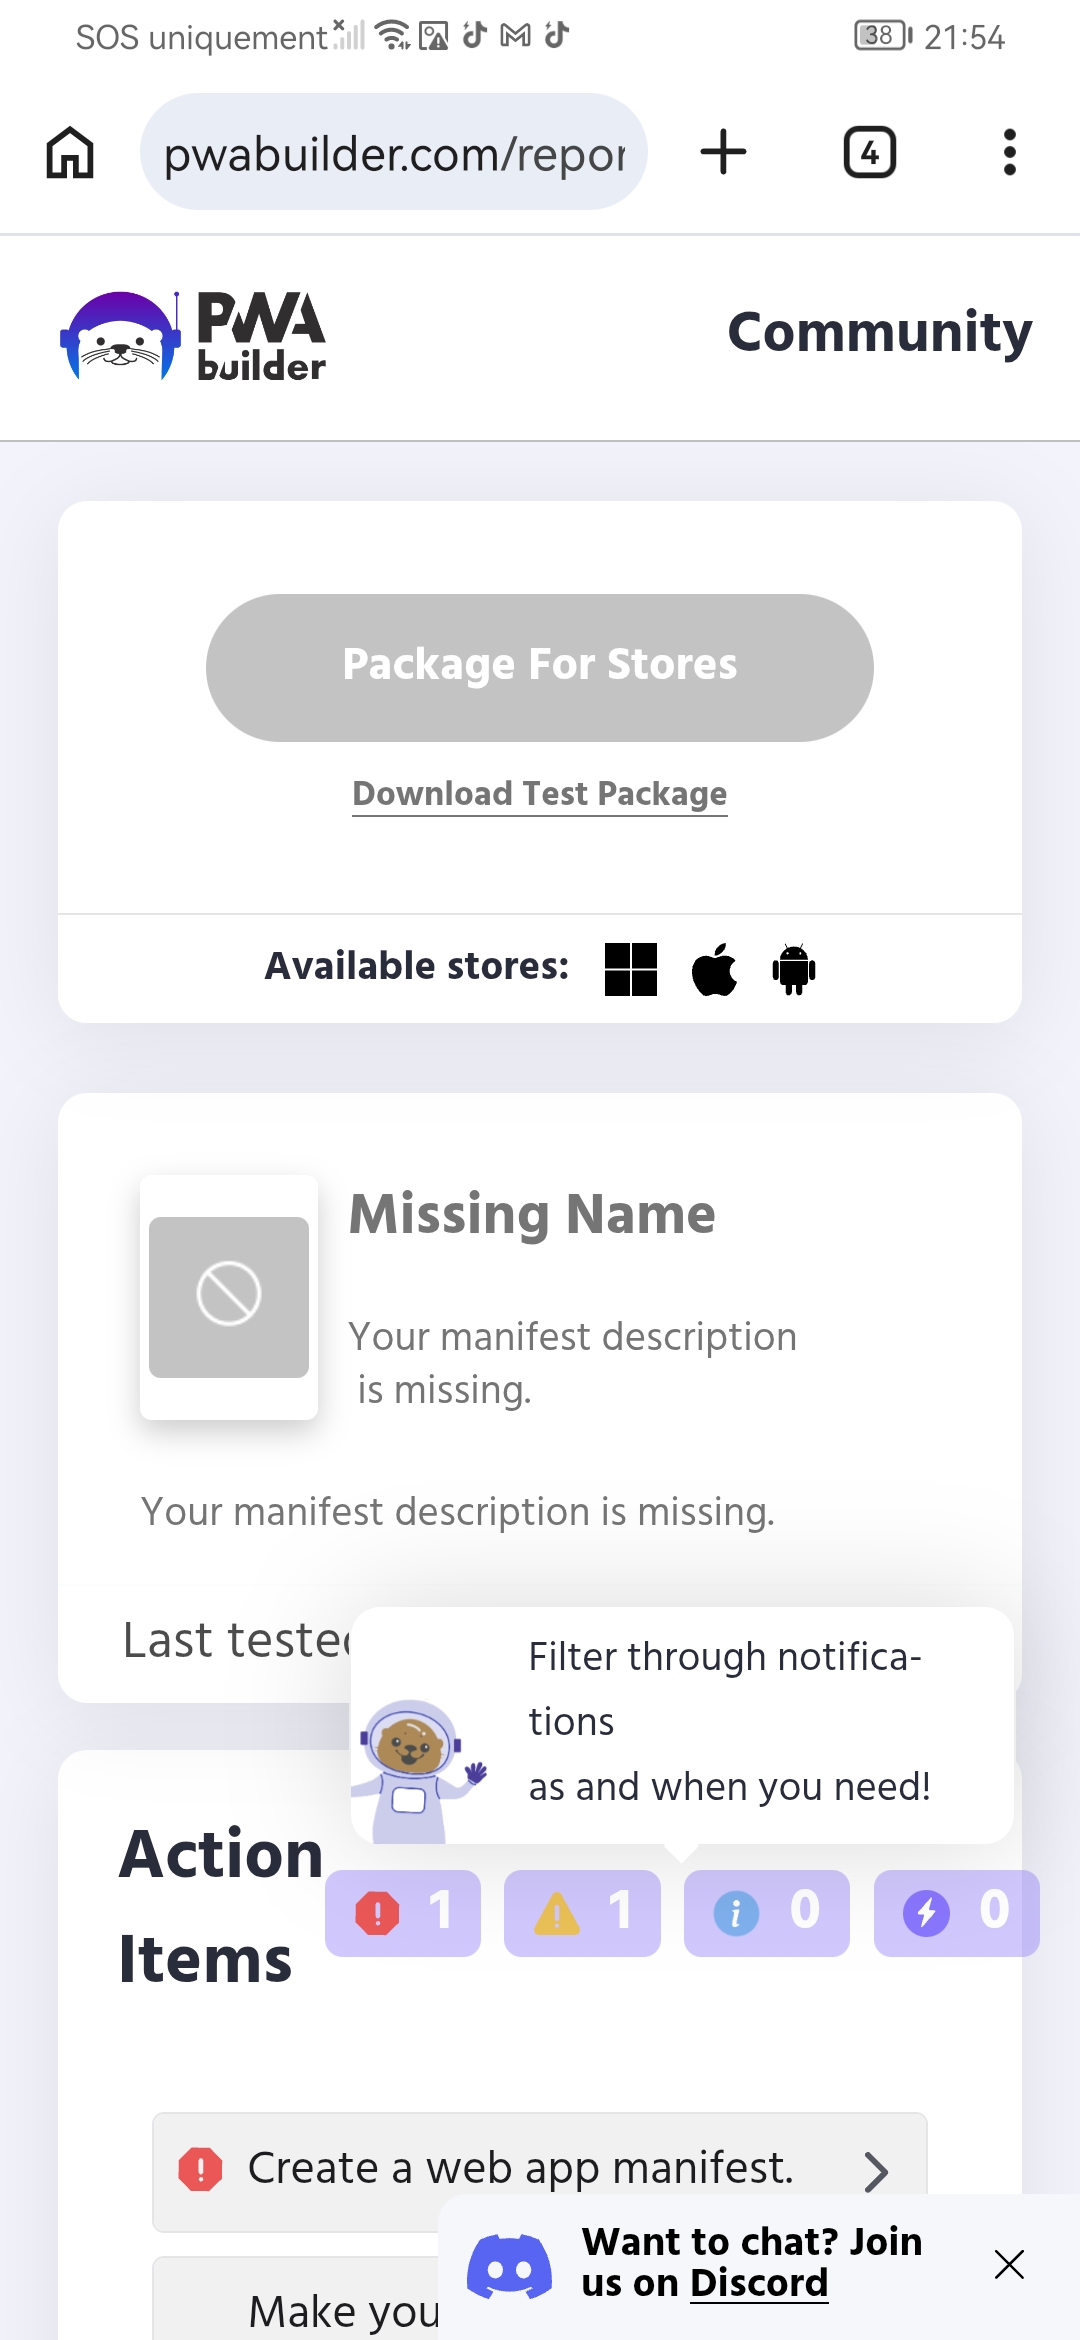 SOS uniquement
38 21:54
pwabuilder.com/repor
4
PWA
builder
Community
Package For Stores
Download Test Package
Available stores:
Missing Name
Your manifest description
is missing.
Your manifest description is missing.
Last tested
Filter through notifica-
tions
as and when you need!
Action
Items
1 1 0 0
Create a web app manifest.
Want to chat? Join
us on Discord
Make you